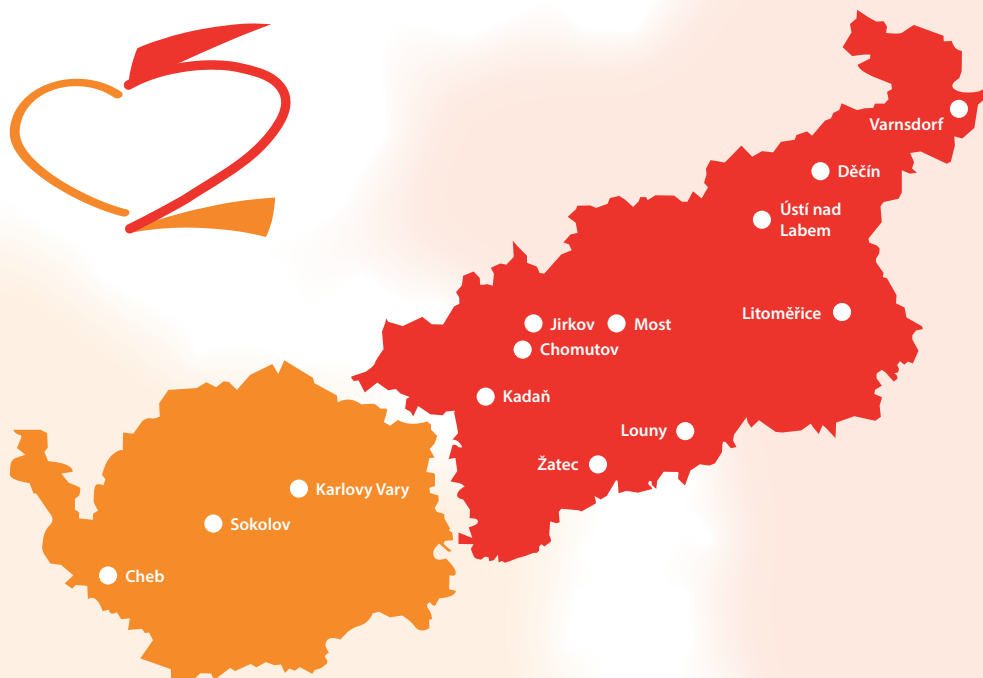 Varnsdorf
Děčín
Ústí nad
Labem
Litoměřice
Jirkov
Most
Chomutov
Kadaň
Louny
Žatec
Karlovy Vary
Sokolov
Cheb